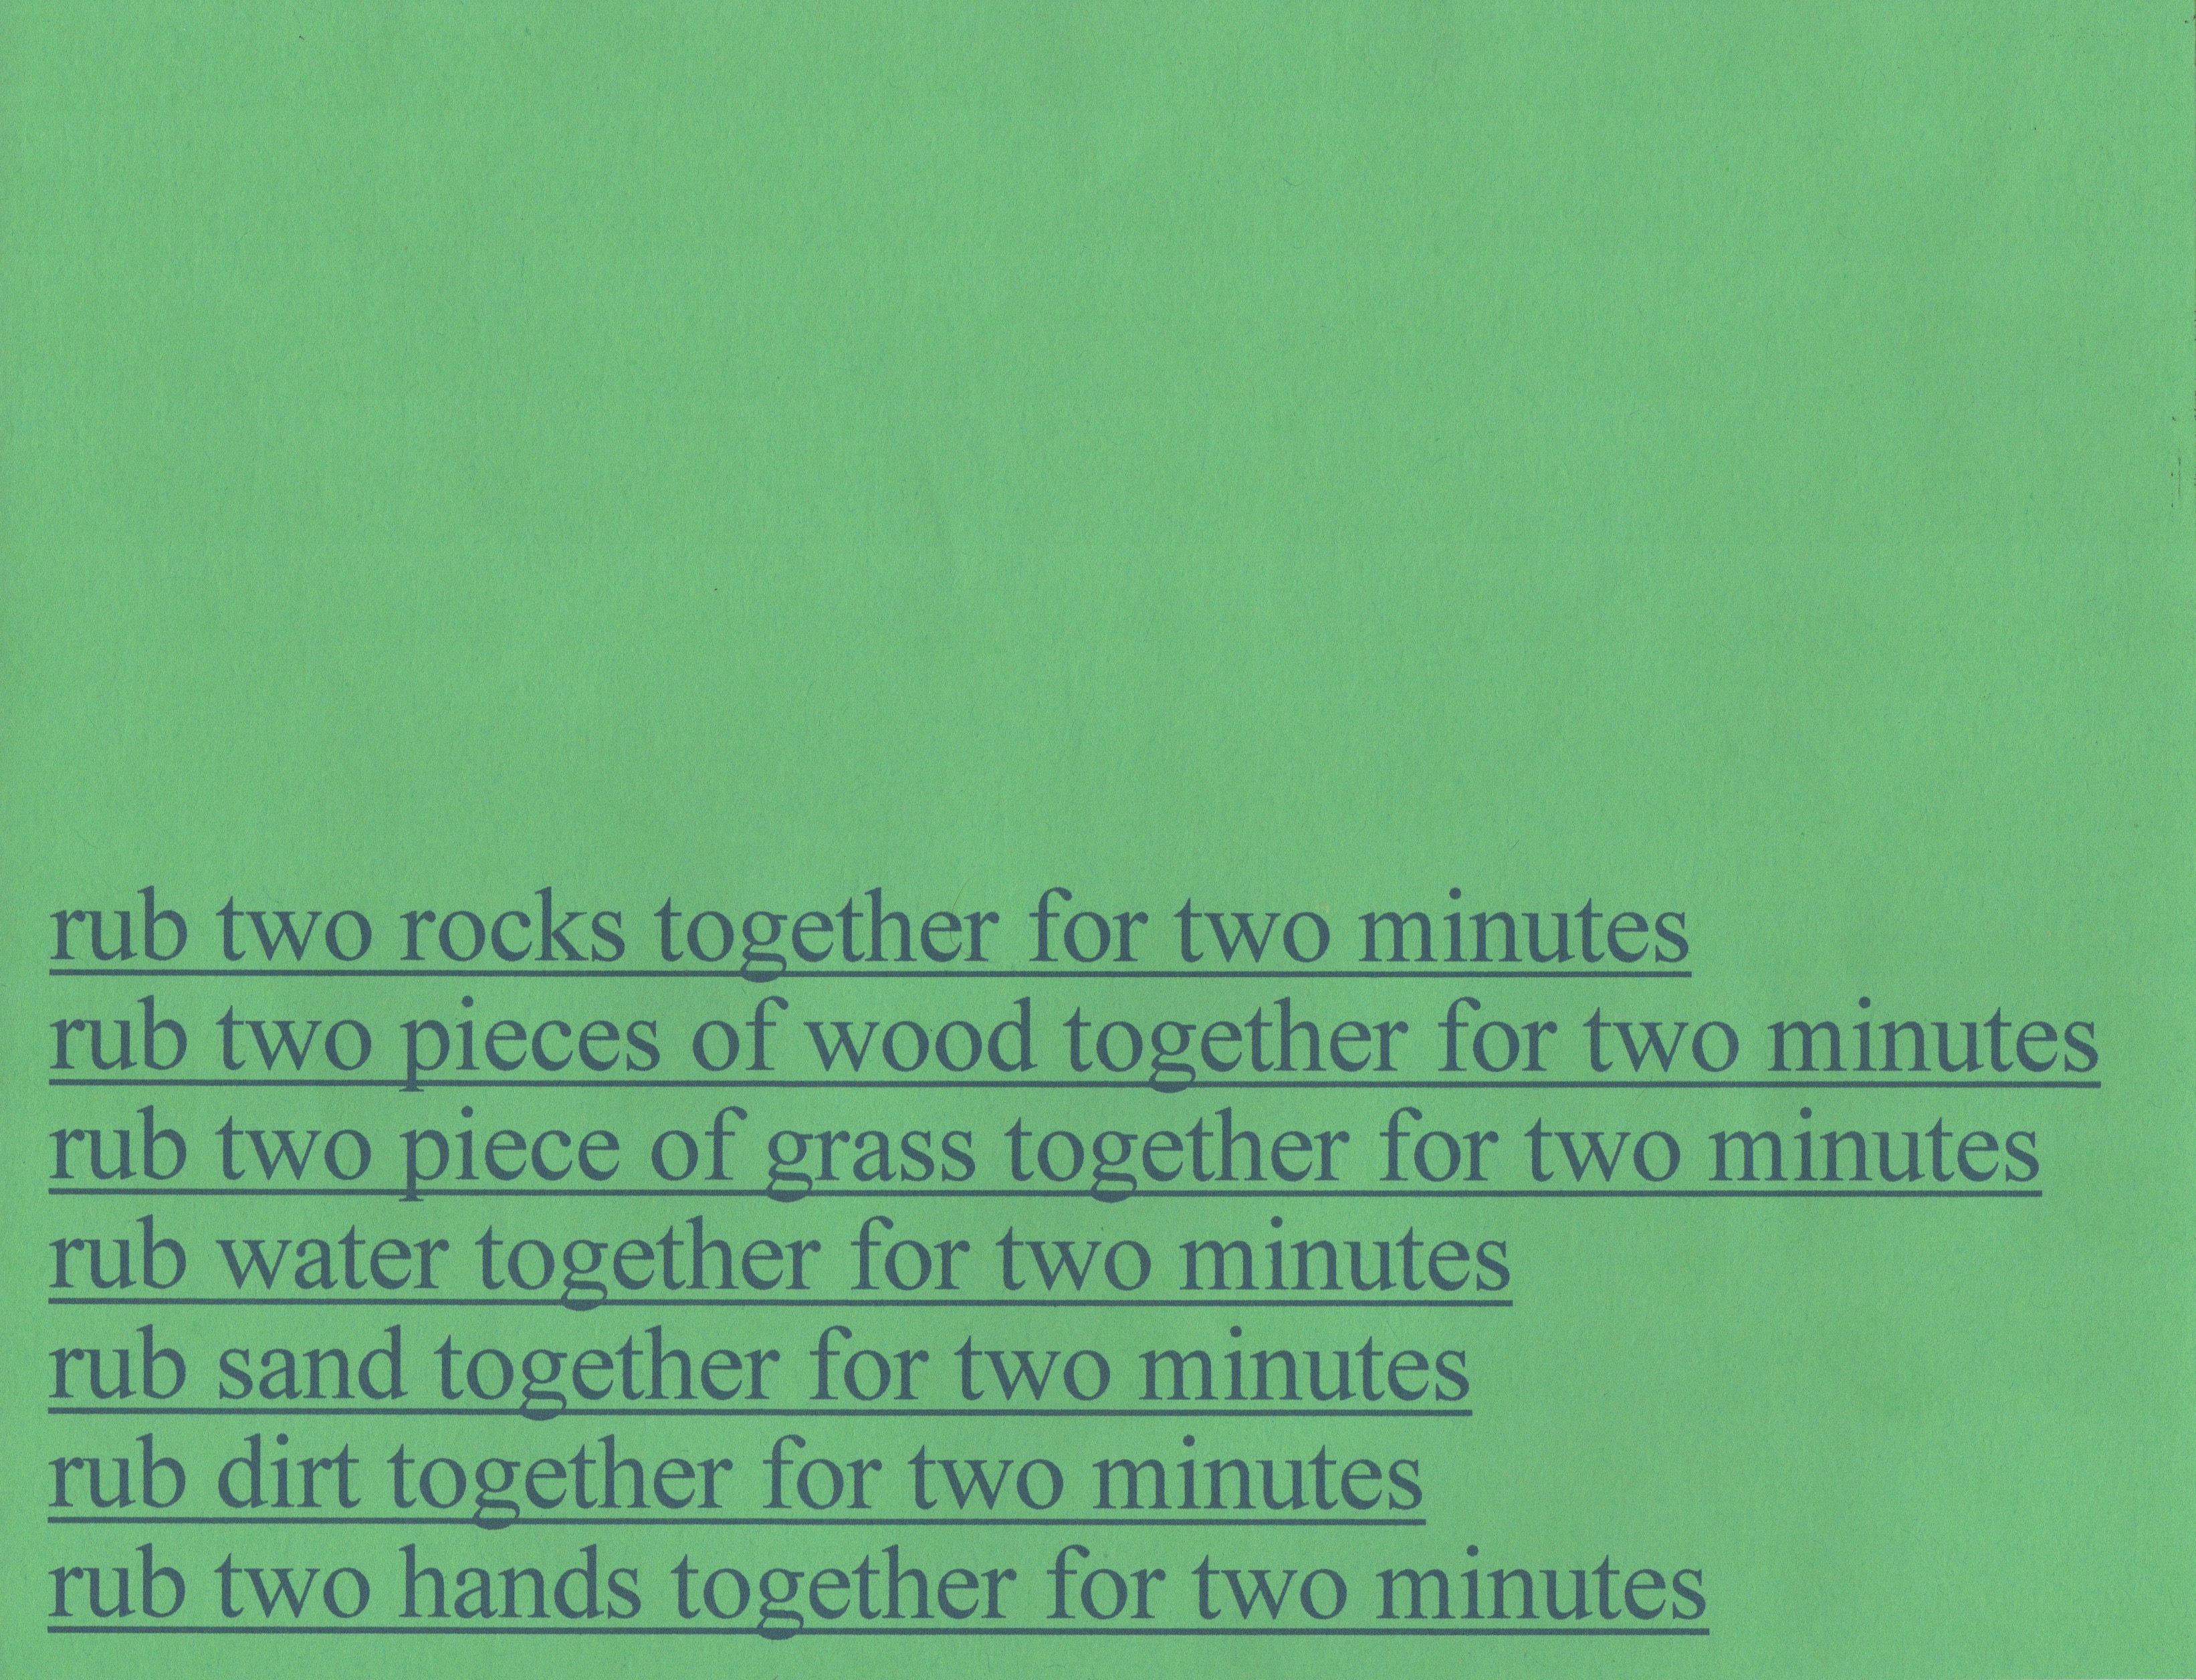 rub two rocks together for two minutes
rub two pieces of wood together for two minutes
rub two piece of grass together for two minutes
rub water together for two minutes
rub sand together for two minutes
rub dirt together for two minutes
rub two hands together for two minutes